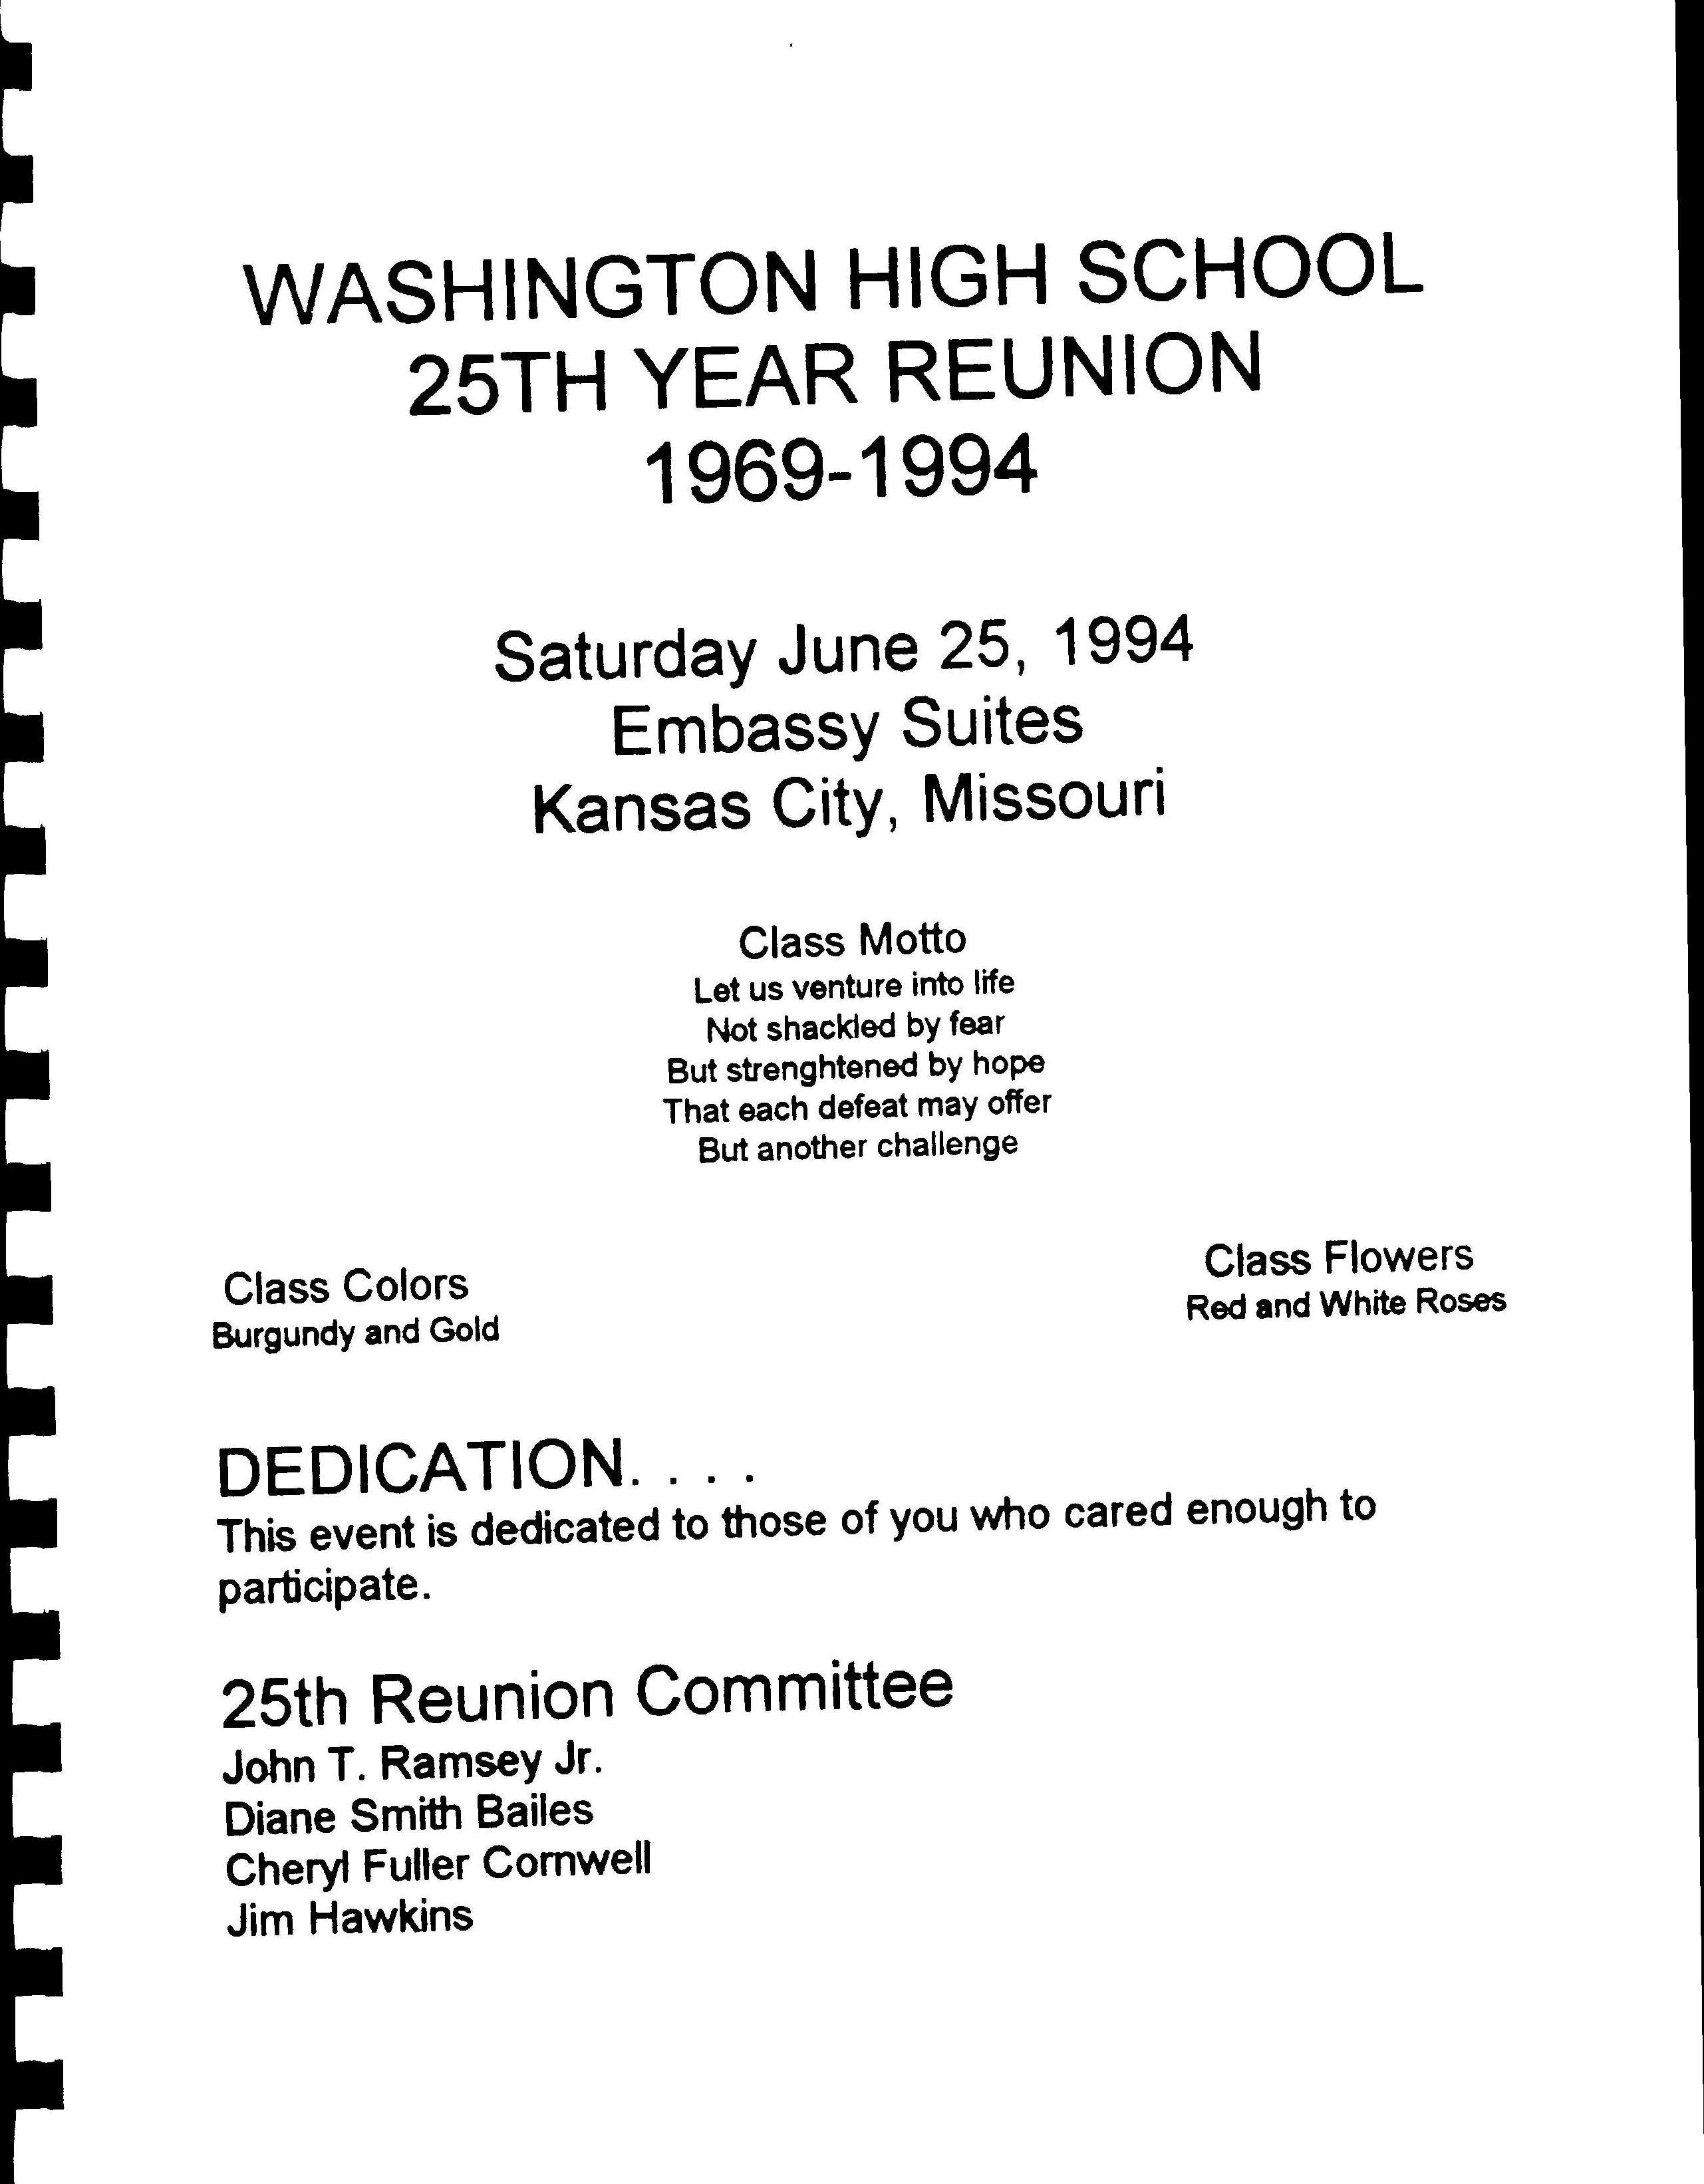 WASHINGTON HIGH SCHOOL
25TH YEAR REUNION
1969-1994
Saturday June 25, 1994
Embassy Suites
Kansas City, Missouri
Class Motto
Let us venture into life
Not shackled by fear
But strenghtened by hope
That each defeat may offer
But another challenge
Class Colors
Burgundy and Gold
Class Flowers
Red and White Roses
DEDICATION. . . .
This event is dedicated to those of you who cared enough to
participate.
25th Reunion Committee
John T. Ramsey Jr.
Diane Smith Bailes
Cheryl Fuller Cornwell
Jim Hawkins